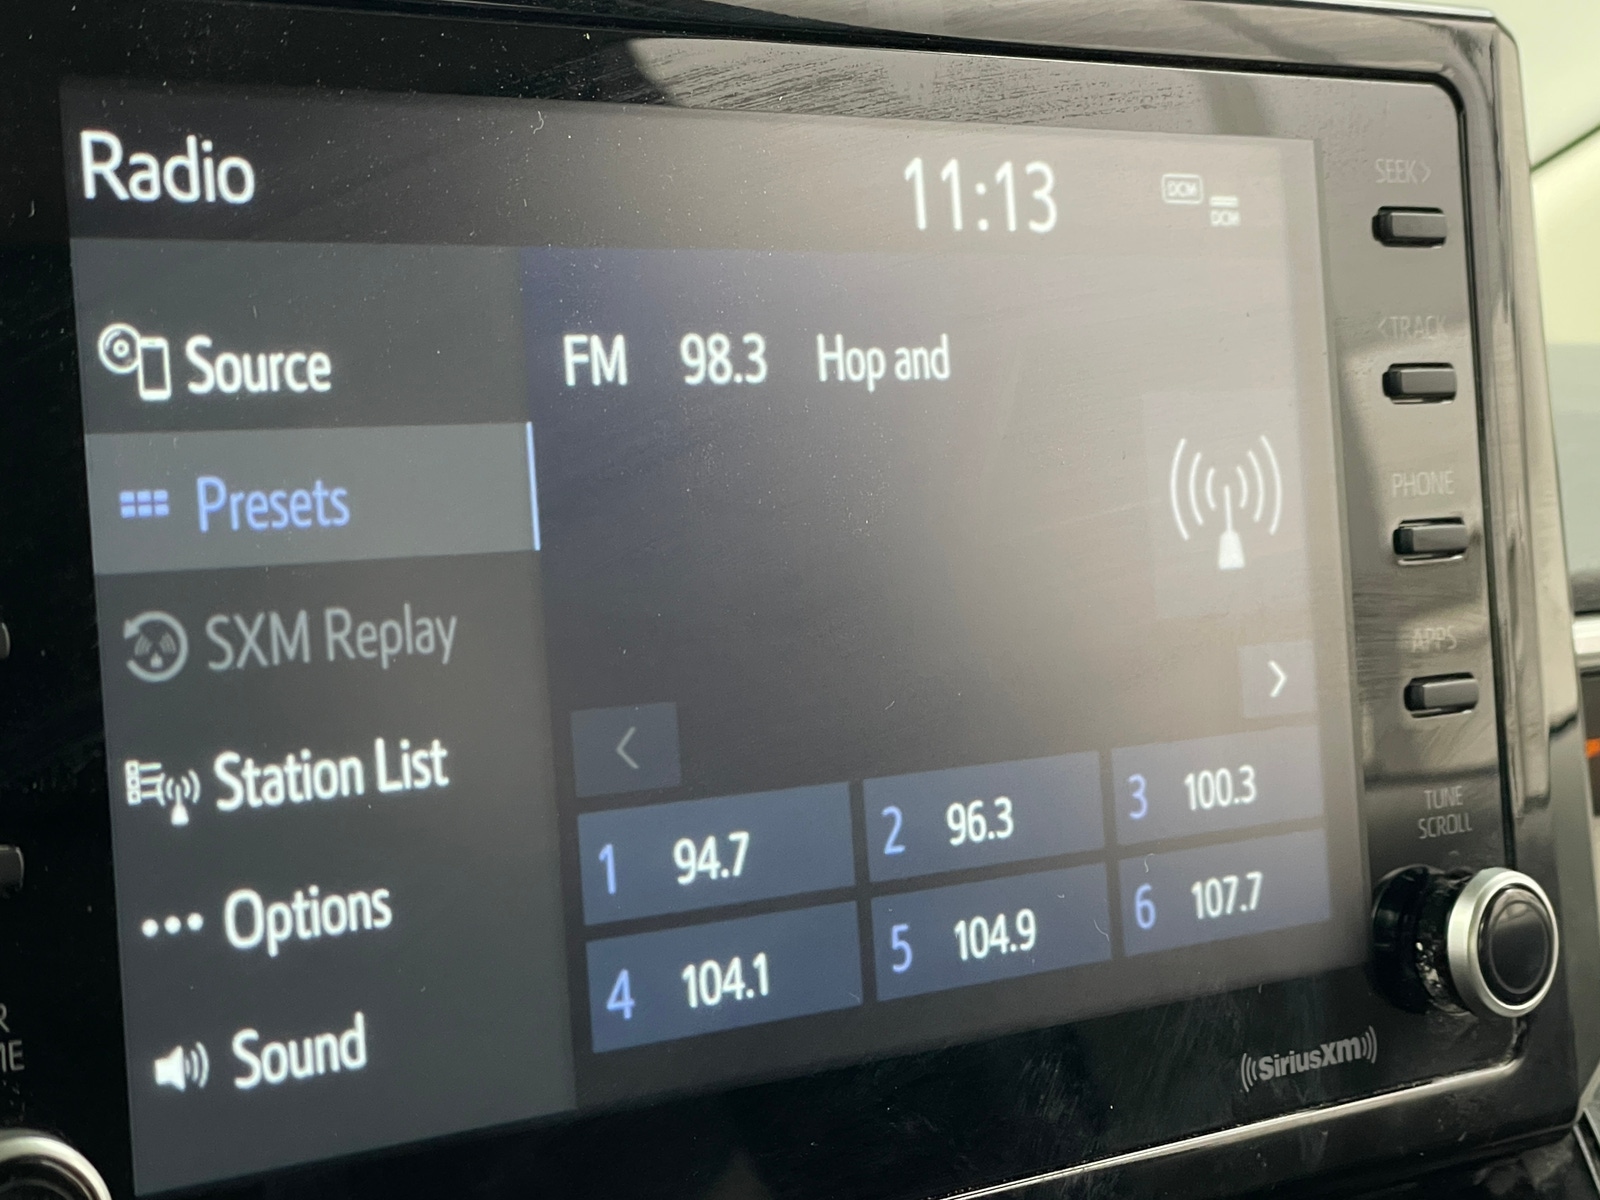 Radio
11:13
DCM
DCM
SEEK>
Source
FM 98.3 Hop and
<TRACK
Presets
PHONE
SXM Replay
APPS
Station List
1 94.7
2 96.3
3 100.3
TUNE
SCROLL
Options
4 104.1
5 104.9
6 107.7
Sound
SiriusXM